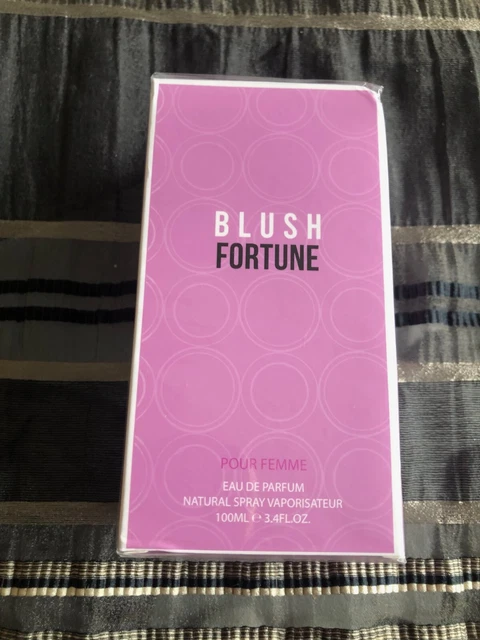 BLUSH
FORTUNE
POUR FEMME
EAU DE PARFUM
NATURAL SPRAY VAPORISATEUR
100ML ℮ 3.4FL.OZ.